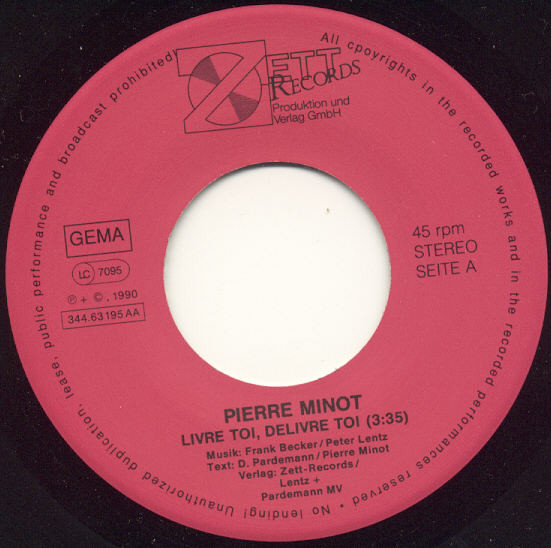 ZETT
RECORDS
Produktion und
Verlag GmbH
GEMA
LC 7095
℗ + ©. 1990
344.63195 AA
45 rpm
STEREO
SEITE A
PIERRE MINOT
LIVRE TOI, DELIVRE TOI (3:35)
Musik: Frank Becker/Peter Lentz
Text: D. Pardemann/Pierre Minot
Verlag: Zett-Records/
Lentz +
Pardemann MV
All cpoyrights in the recorded works and in the recorded performances reserved • No lending! Unauthorized duplication, lease, public performance and broadcast prohibited!